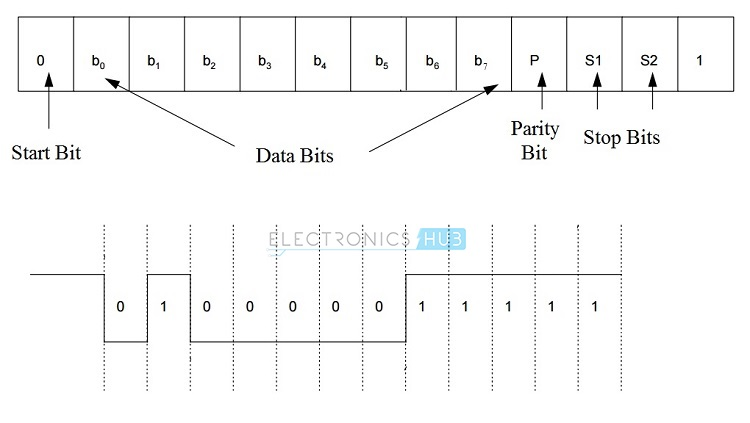 0 b0 b1 b2 b3 b4 b5 b6 b7 P S1 S2 1
Start Bit
Data Bits
Parity
Bit
Stop Bits
ELECTRONICS HUB
0 1 0 0 0 0 0 1 1 1 1 1